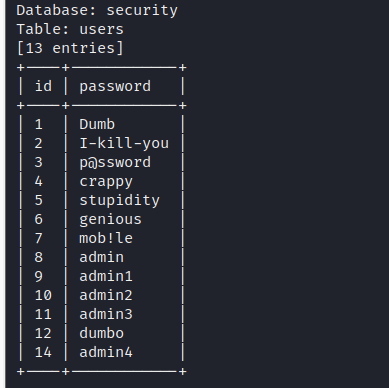 Database: security
Table: users
[13 entries]
+----+------------+
| id | password   |
+----+------------+
| 1  | Dumb       |
| 2  | I-kill-you |
| 3  | p@ssword   |
| 4  | crappy     |
| 5  | stupidity  |
| 6  | genious    |
| 7  | mob!le     |
| 8  | admin      |
| 9  | admin1     |
| 10 | admin2     |
| 11 | admin3     |
| 12 | dumbo      |
| 14 | admin4     |
+----+------------+